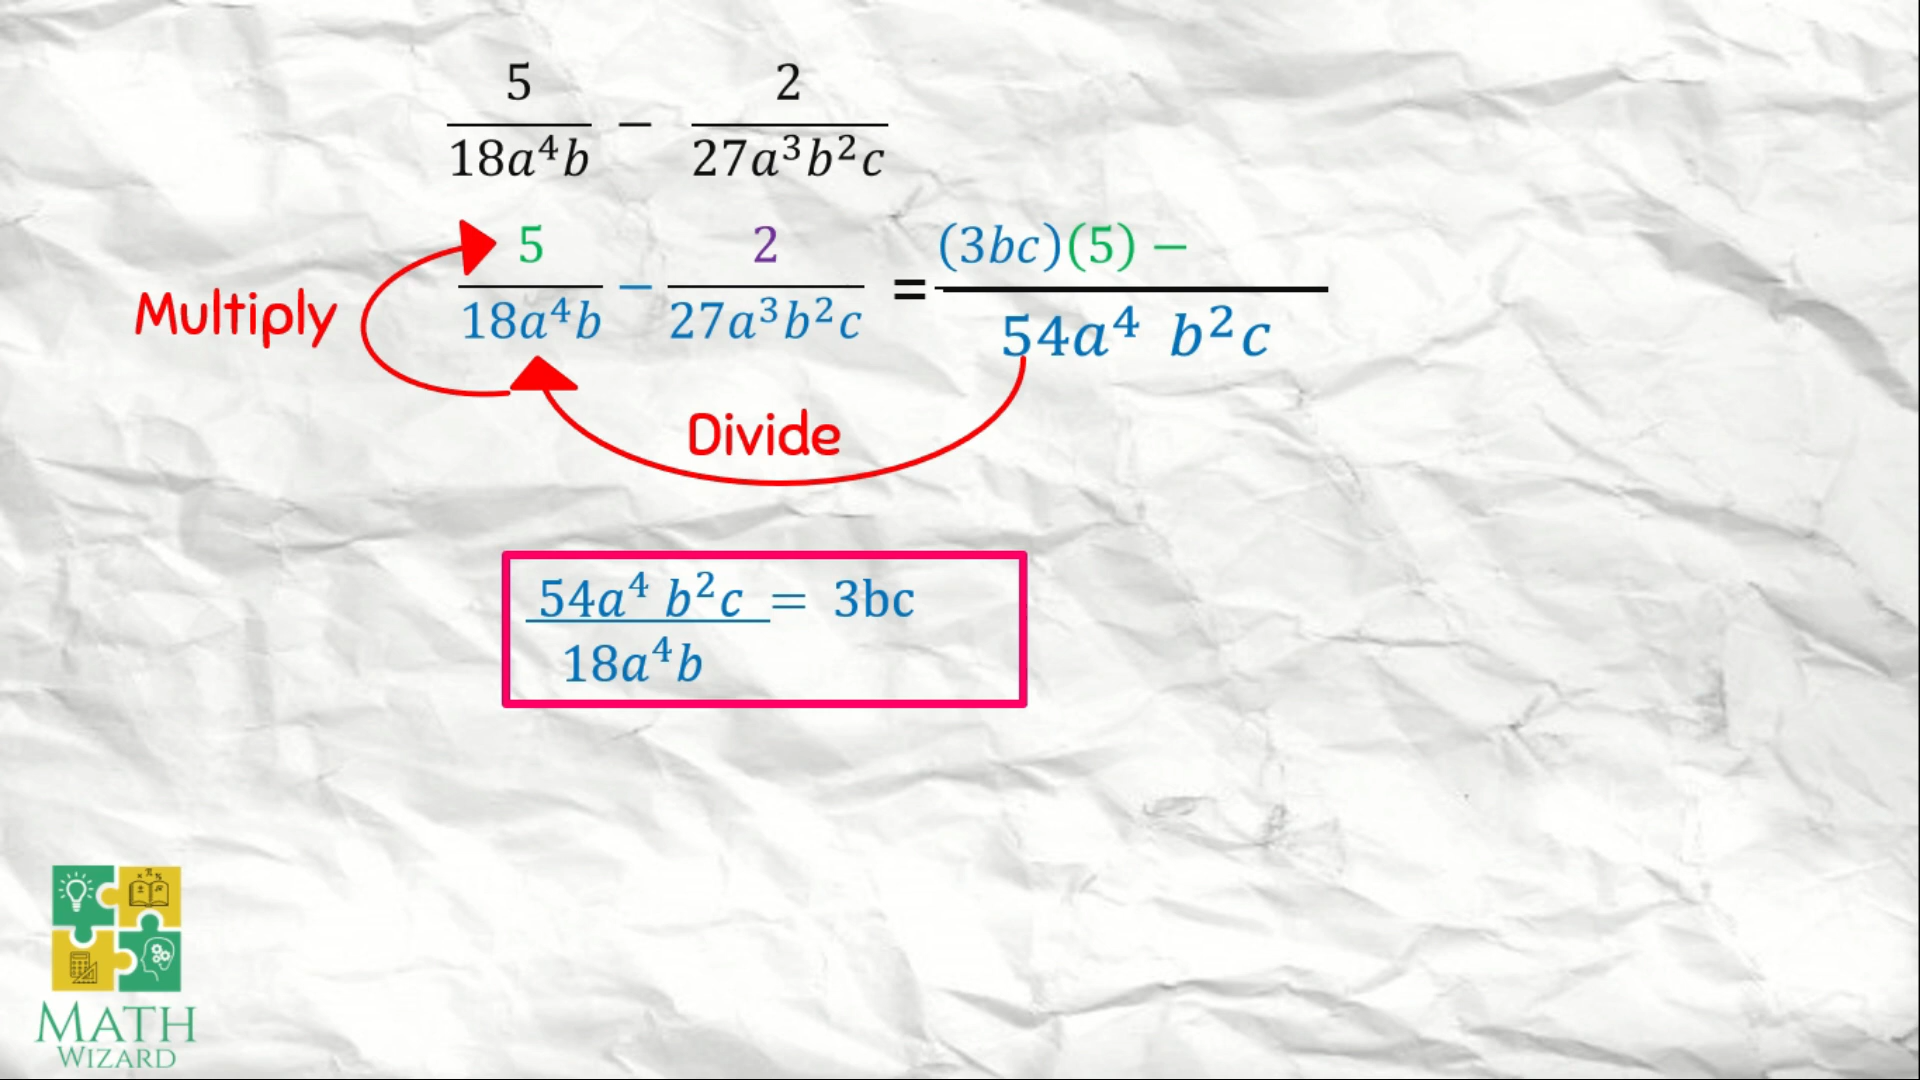 5 2
— − —
18a⁴b 27a³b²c
5 2 (3bc)(5) −
Multiply — − — = —
18a⁴b 27a³b²c 54a⁴ b²c
Divide
54a⁴ b²c = 3bc
18a⁴b
MATH
WIZARD